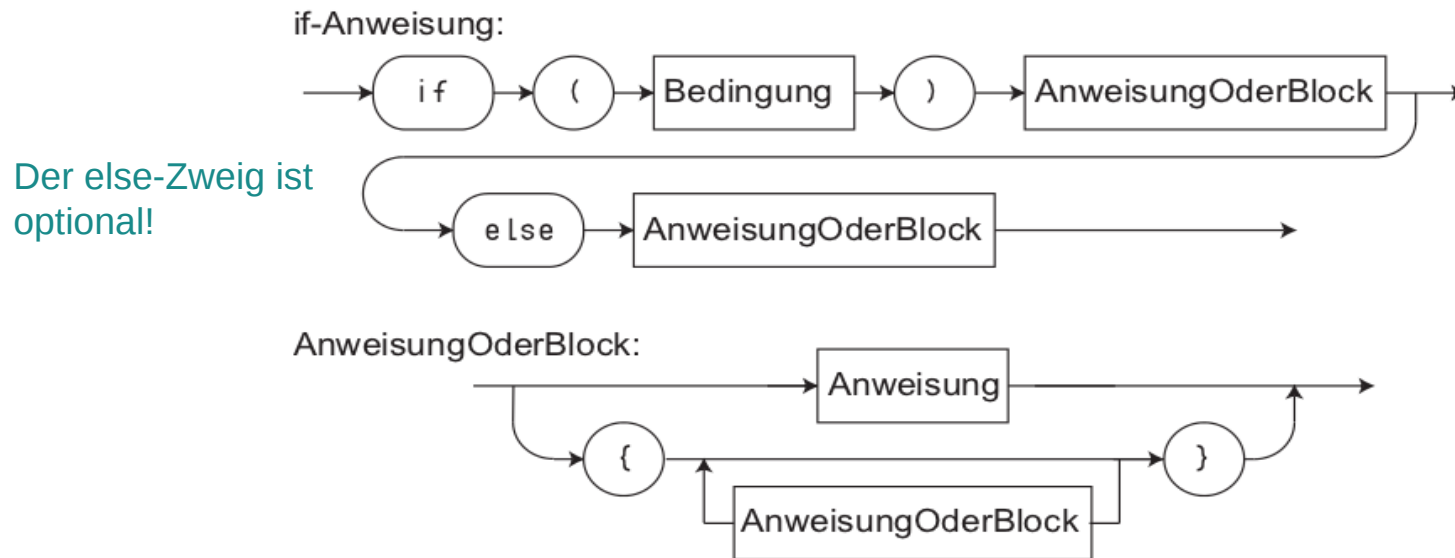 if-Anweisung:
if ( Bedingung ) AnweisungOderBlock
Der else-Zweig ist
optional!
else AnweisungOderBlock
AnweisungOderBlock:
Anweisung
{ }
AnweisungOderBlock